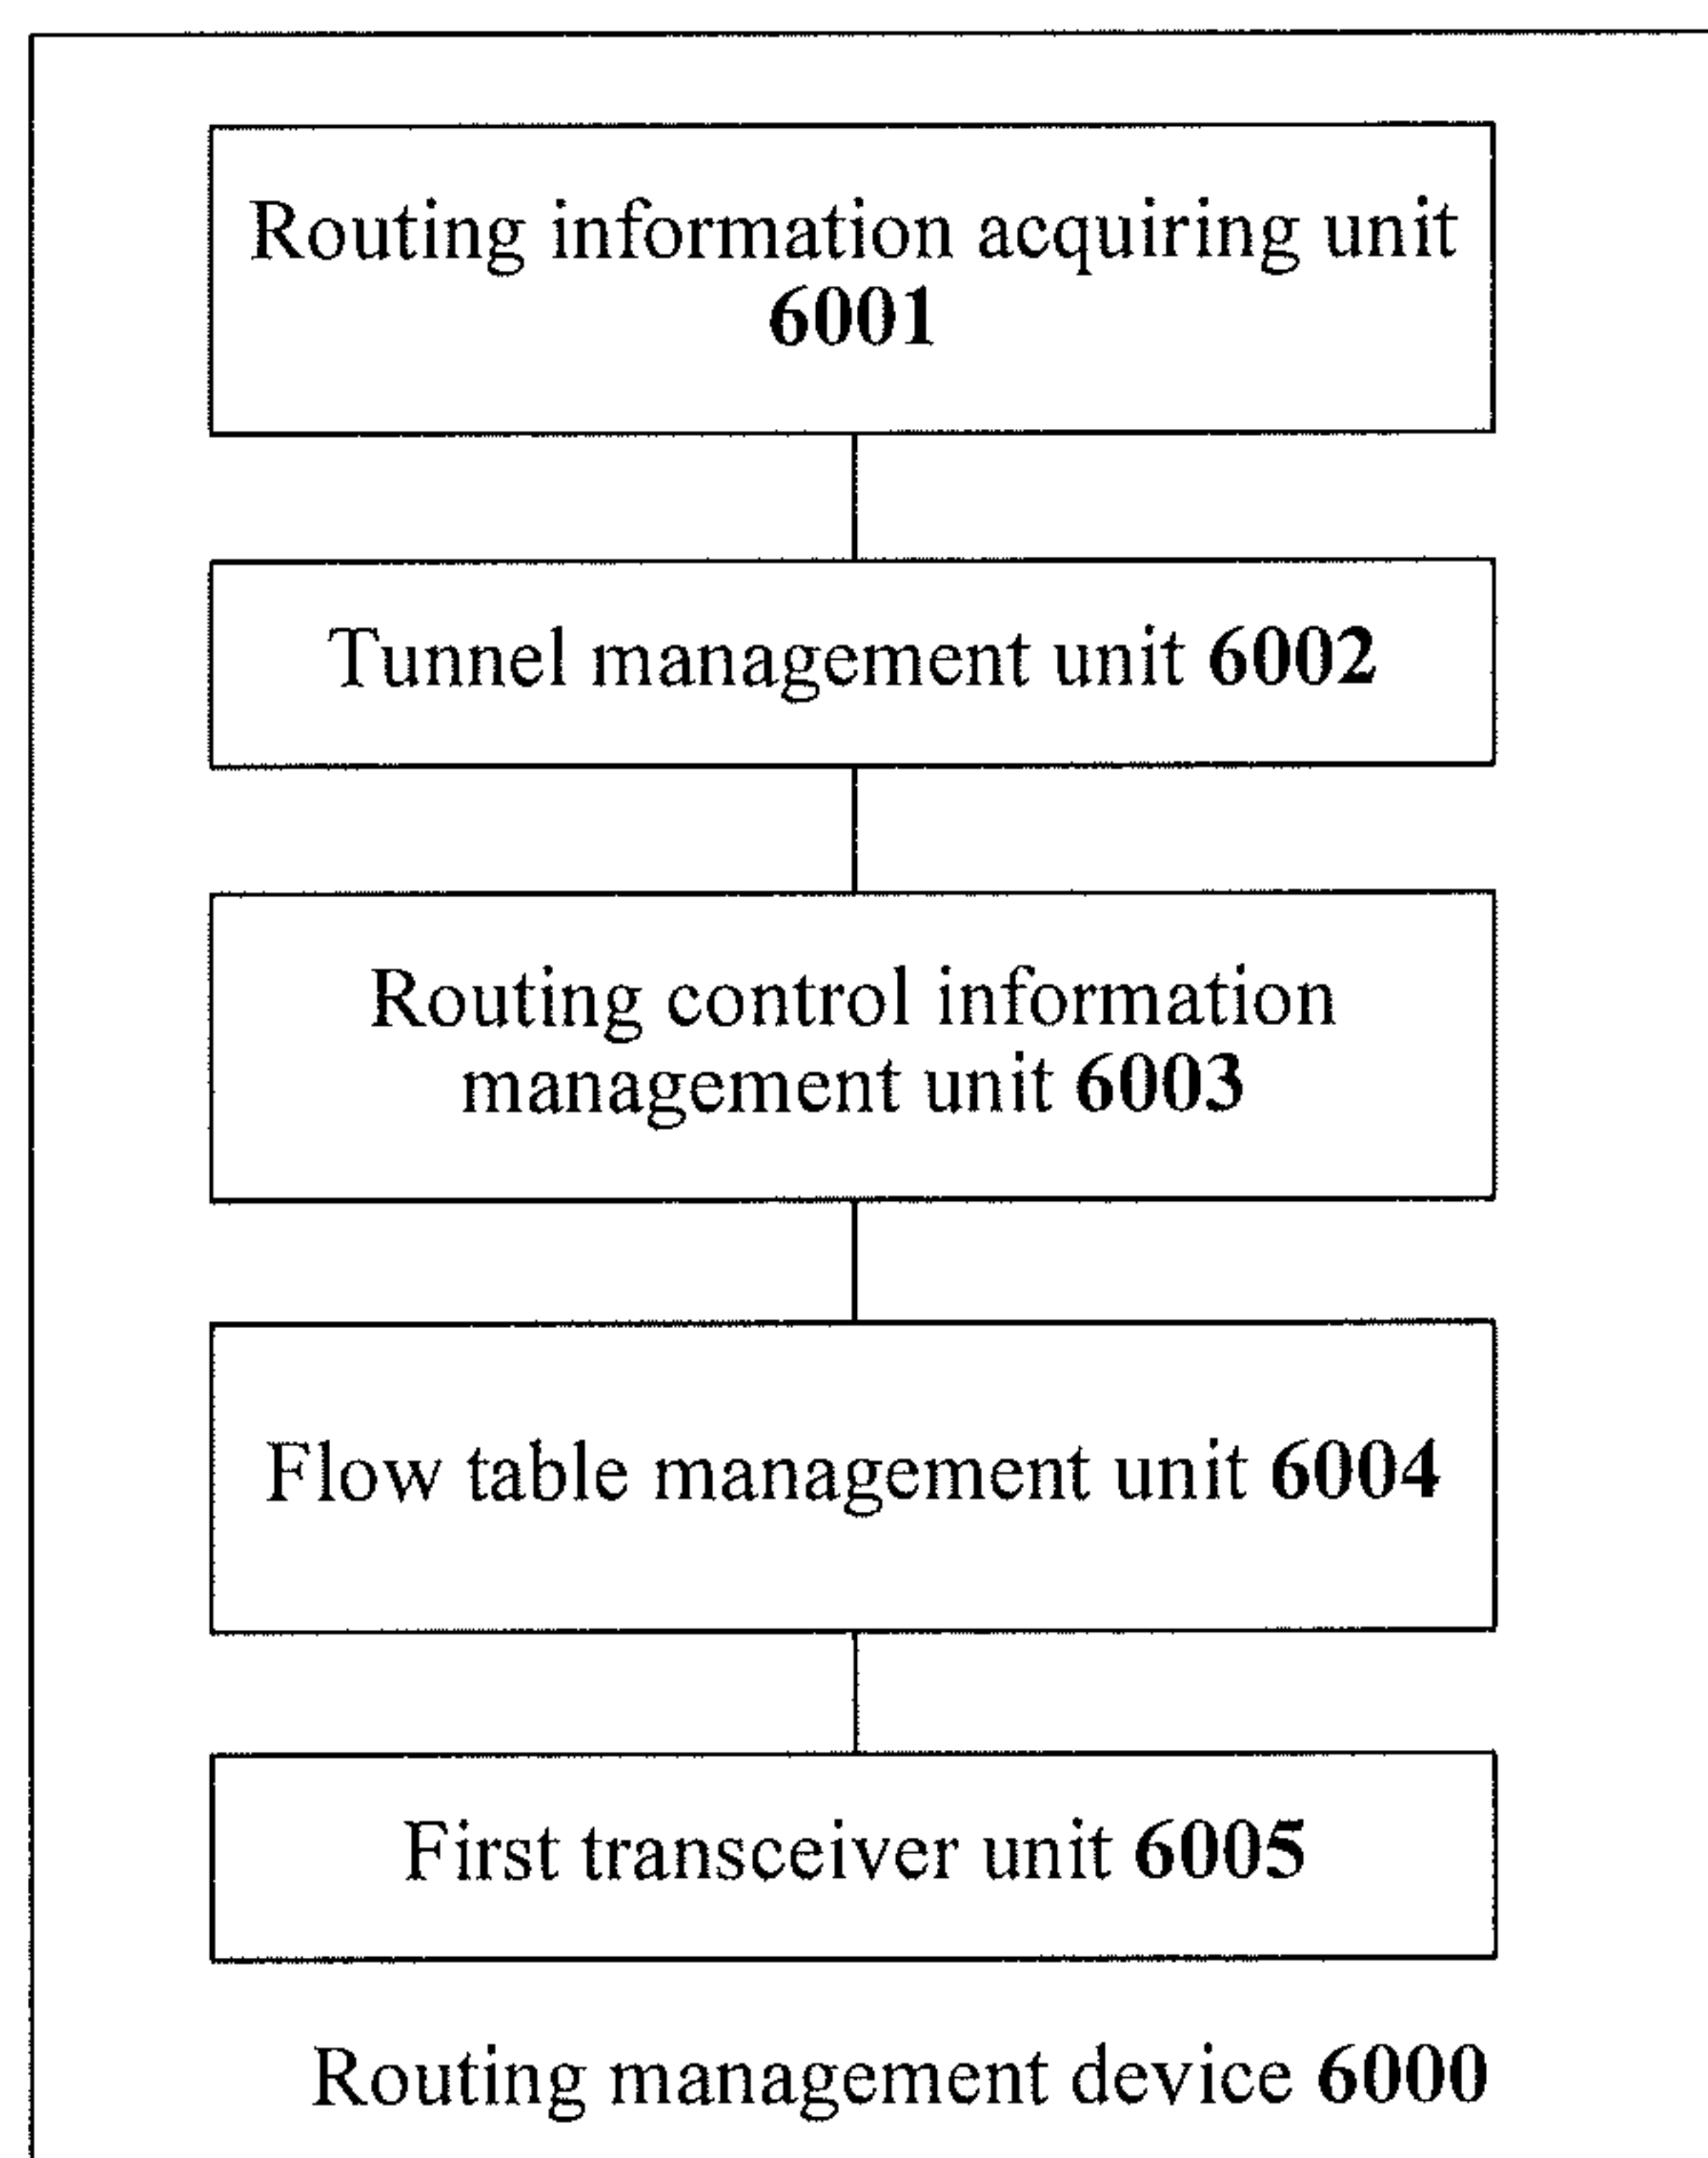 Routing information acquiring unit
6001
Tunnel management unit 6002
Routing control information
management unit 6003
Flow table management unit 6004
First transceiver unit 6005
Routing management device 6000